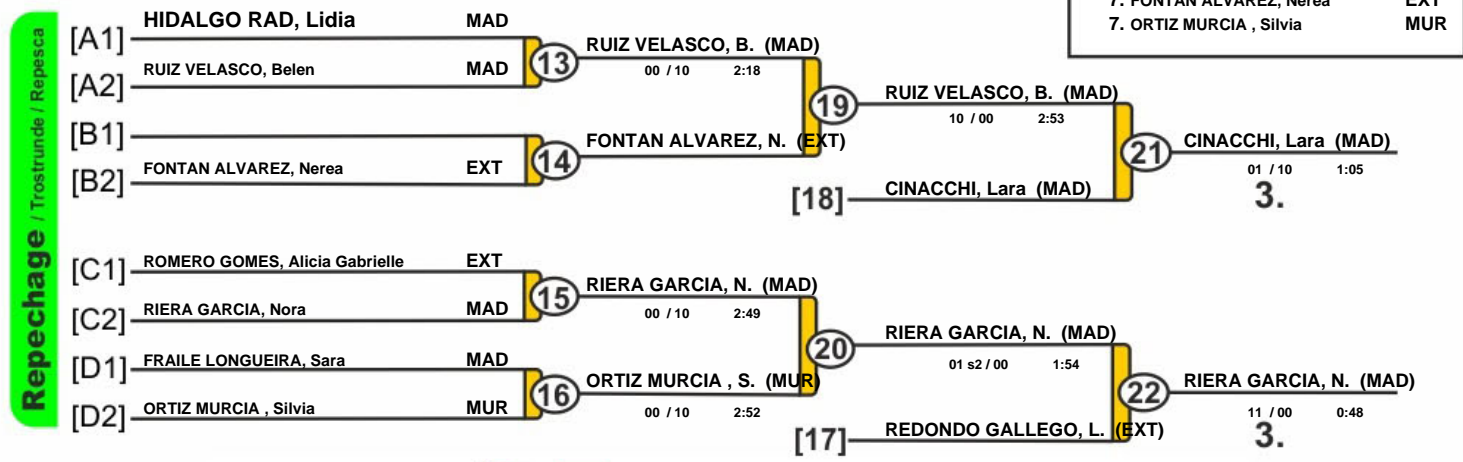 7. FONTAN ALVAREZ, Nerea EXT
7. ORTIZ MURCIA , Silvia MUR
Repechage / Trostrunde / Repesca
[A1] HIDALGO RAD, Lidia MAD
[A2] RUIZ VELASCO, Belen MAD
13
RUIZ VELASCO, B. (MAD)
00 / 10 2:18
[B1]
[B2] FONTAN ALVAREZ, Nerea EXT
14
FONTAN ALVAREZ, N. (EXT)
19
RUIZ VELASCO, B. (MAD)
10 / 00 2:53
[18] CINACCHI, Lara (MAD)
21
CINACCHI, Lara (MAD)
01 / 10 1:05
3.
[C1] ROMERO GOMES, Alicia Gabrielle EXT
[C2] RIERA GARCIA, Nora MAD
15
RIERA GARCIA, N. (MAD)
00 / 10 2:49
[D1] FRAILE LONGUEIRA, Sara MAD
[D2] ORTIZ MURCIA , Silvia MUR
16
ORTIZ MURCIA , S. (MUR)
00 / 10 2:52
20
RIERA GARCIA, N. (MAD)
01 s2 / 00 1:54
[17] REDONDO GALLEGO, L. (EXT)
22
RIERA GARCIA, N. (MAD)
11 / 00 0:48
3.